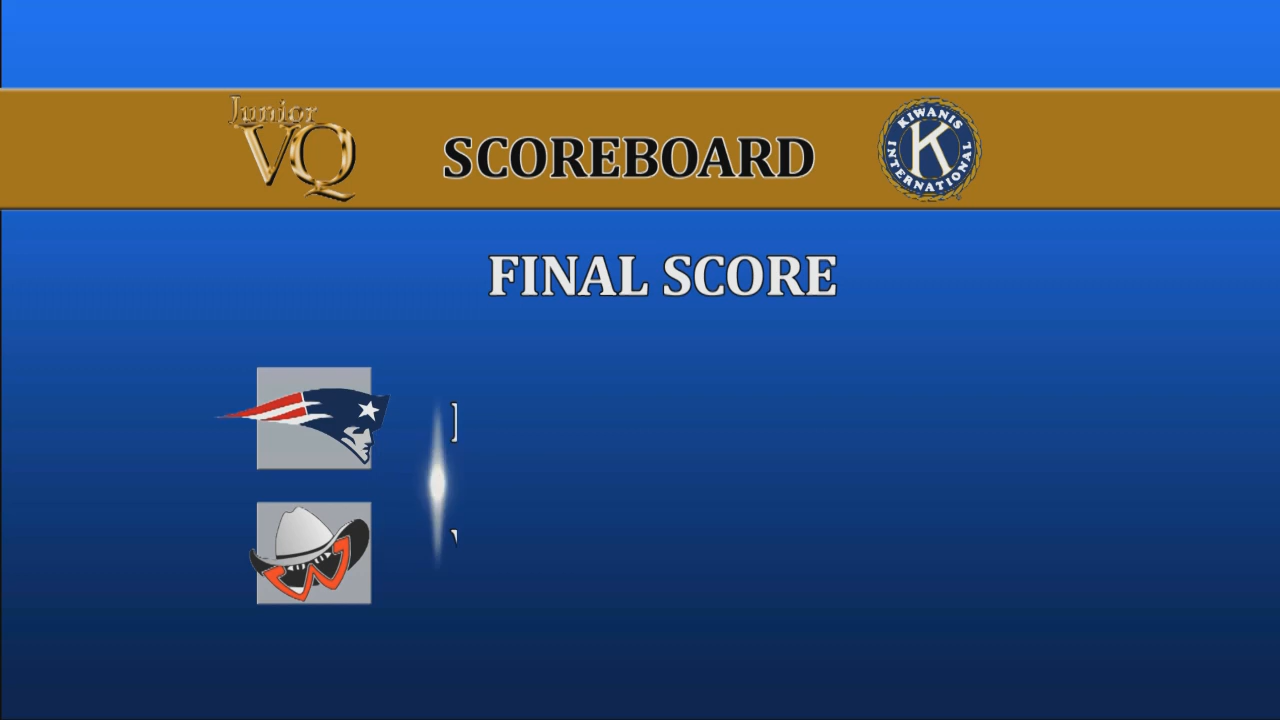 Junior
VQ
SCOREBOARD
KIWANIS
K
INTERNATIONAL
FINAL SCORE
W